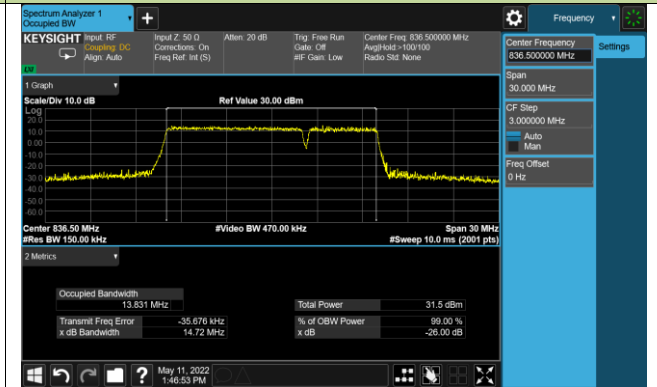 Spectrum Analyzer 1
Occupied BW
+
Frequency
KEYSIGHT
Input: RF
Coupling: DC
Align: Auto
Input Z: 50 Ω
Corrections: On
Freq Ref: Int (S)
Atten: 20 dB
Trig: Free Run
Gate: Off
#IF Gain: Low
Center Freq: 836.500000 MHz
Avg|Hold:>100/100
Radio Std: None
Center Frequency
836.500000 MHz
Settings
Span
30.000 MHz
CF Step
3.000000 MHz
Auto
Man
Freq Offset
0 Hz
1 Graph
Scale/Div 10.0 dB
Ref Value 30.00 dBm
Log
20.0
10.0
0.00
-10.0
-20.0
-30.0
-40.0
-50.0
-60.0
Center 836.50 MHz
#Video BW 470.00 kHz
Span 30 MHz
#Res BW 150.00 kHz
#Sweep 10.0 ms (2001 pts)
2 Metrics
Occupied Bandwidth
13.831 MHz
Total Power
31.5 dBm
Transmit Freq Error
-35.676 kHz
% of OBW Power
99.00 %
x dB Bandwidth
14.72 MHz
x dB
-26.00 dB
?
May 11, 2022
1:46:53 PM